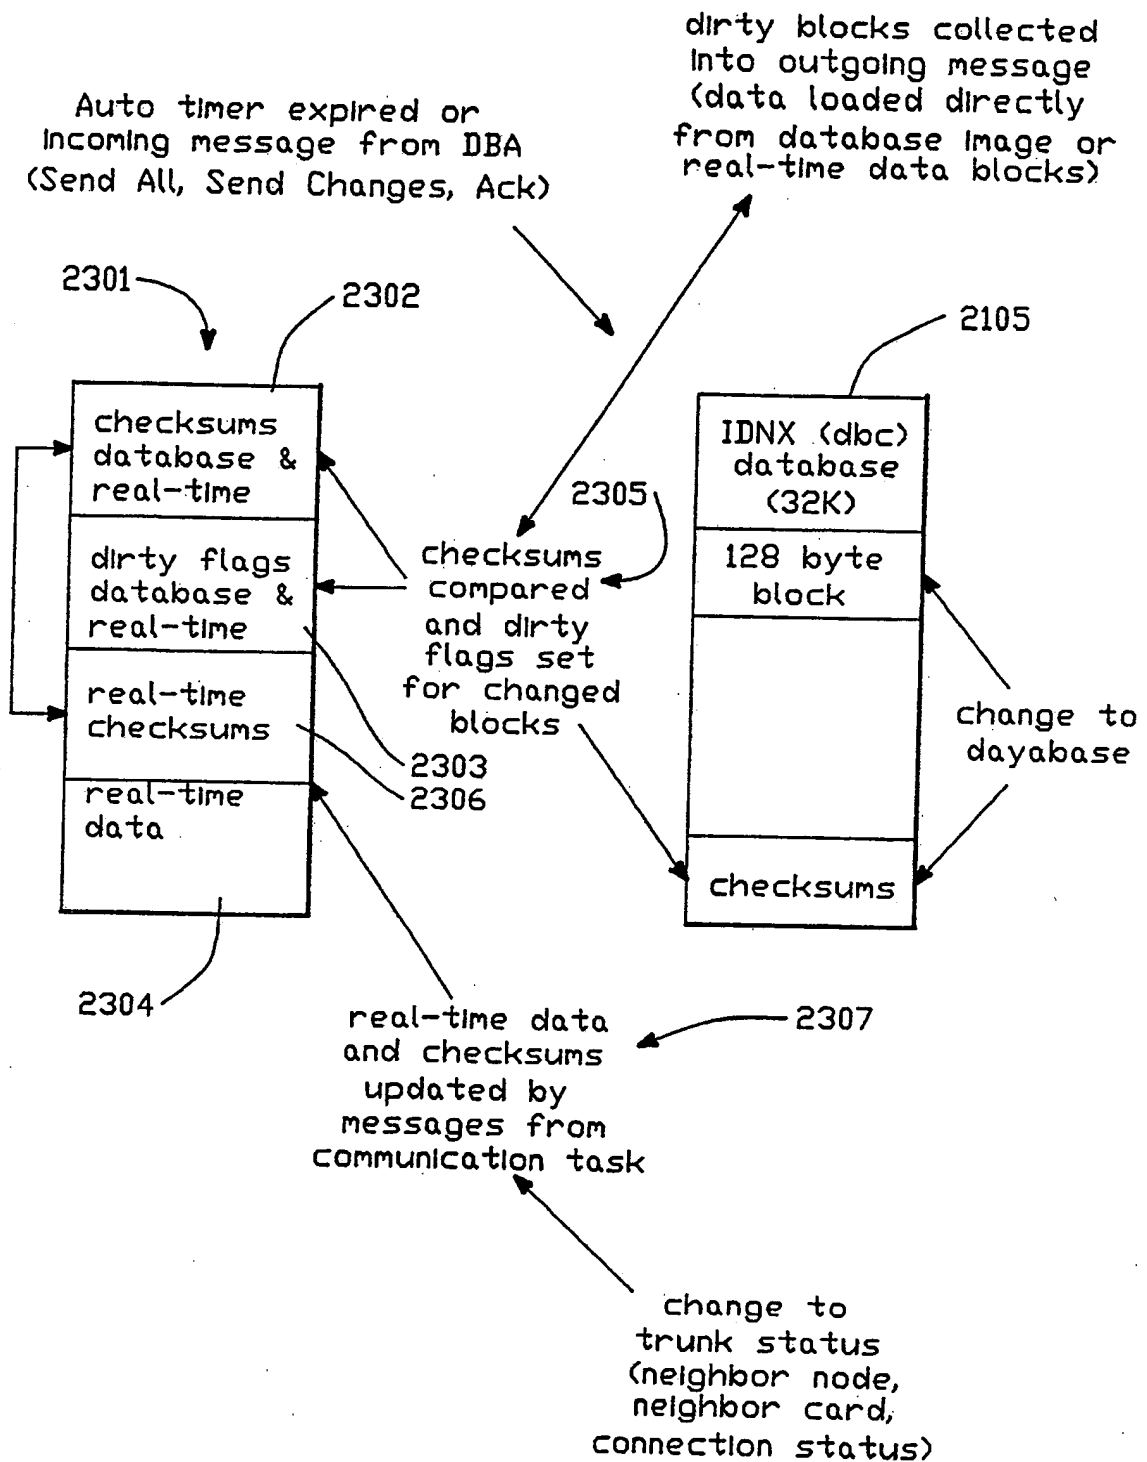 dirty blocks collected
into outgoing message
(data loaded directly
from database image or
real-time data blocks)
Auto timer expired or
incoming message from DBA
(Send All, Send Changes, Ack)
2301
2302
2105
checksums
database &
real-time
dirty flags
database &
real-time
real-time
checksums
real-time
data
2305
checksums
compared
and dirty
flags set
for changed
blocks
2303
2306
IDNX (dbc)
database
(32K)
128 byte
block
checksums
change to
dayabase
2304
real-time data
and checksums
updated by
messages from
communication task
2307
change to
trunk status
(neighbor node,
neighbor card,
connection status)